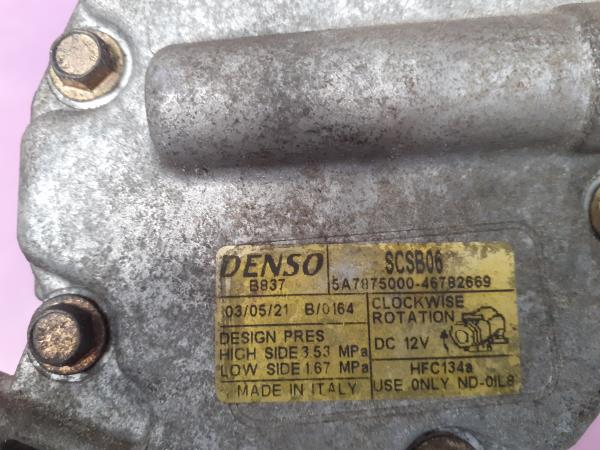 DENSO SCSB06
B837 5A7875000-46782669
03/05/21 B/0164 CLOCKWISE
ROTATION
DESIGN PRES
HIGH SIDE 3.53 MPa DC 12V
LOW SIDE 1.67 MPa HFC134a
MADE IN ITALY USE ONLY ND-OIL8